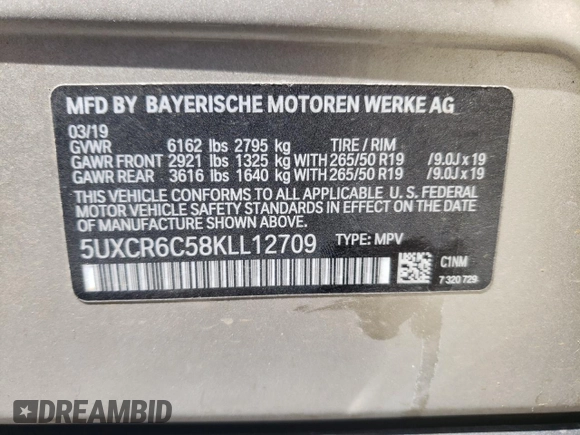 MFD BY BAYERISCHE MOTOREN WERKE AG
03/19
GVWR 6162 lbs 2795 kg TIRE / RIM
GAWR FRONT 2921 lbs 1325 kg WITH 265/50 R19 /9.0J x 19
GAWR REAR 3616 lbs 1640 kg WITH 265/50 R19 /9.0J x 19
THIS VEHICLE CONFORMS TO ALL APPLICABLE U. S. FEDERAL
MOTOR VEHICLE SAFETY STANDARDS IN EFFECT ON THE DATE OF
MANUFACTURE SHOWN ABOVE.
5UXCR6C58KLL12709 TYPE: MPV
C1NM
7 320 729
DREAMBID